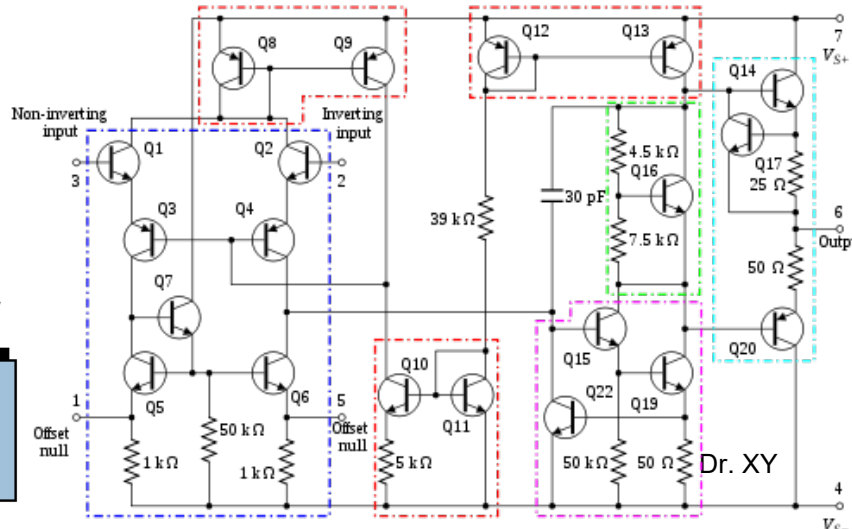 Q12
Q13
7
Q8
Q9
V_S+
Q14
Non-inverting
input
Inverting
input
Q1
Q2
3
2
4.5 kΩ
Q16
Q17
25 Ω
30 pF
Q3
Q4
6
39 kΩ
7.5 kΩ
Outp
50 Ω
Q7
Q15
Q20
Q10
Q22
Q19
1
Q5
Q6
5
Q11
Offset
null
50 kΩ
Offset
null
1 kΩ
1 kΩ
5 kΩ
50 kΩ
50 Ω
Dr. XY
4